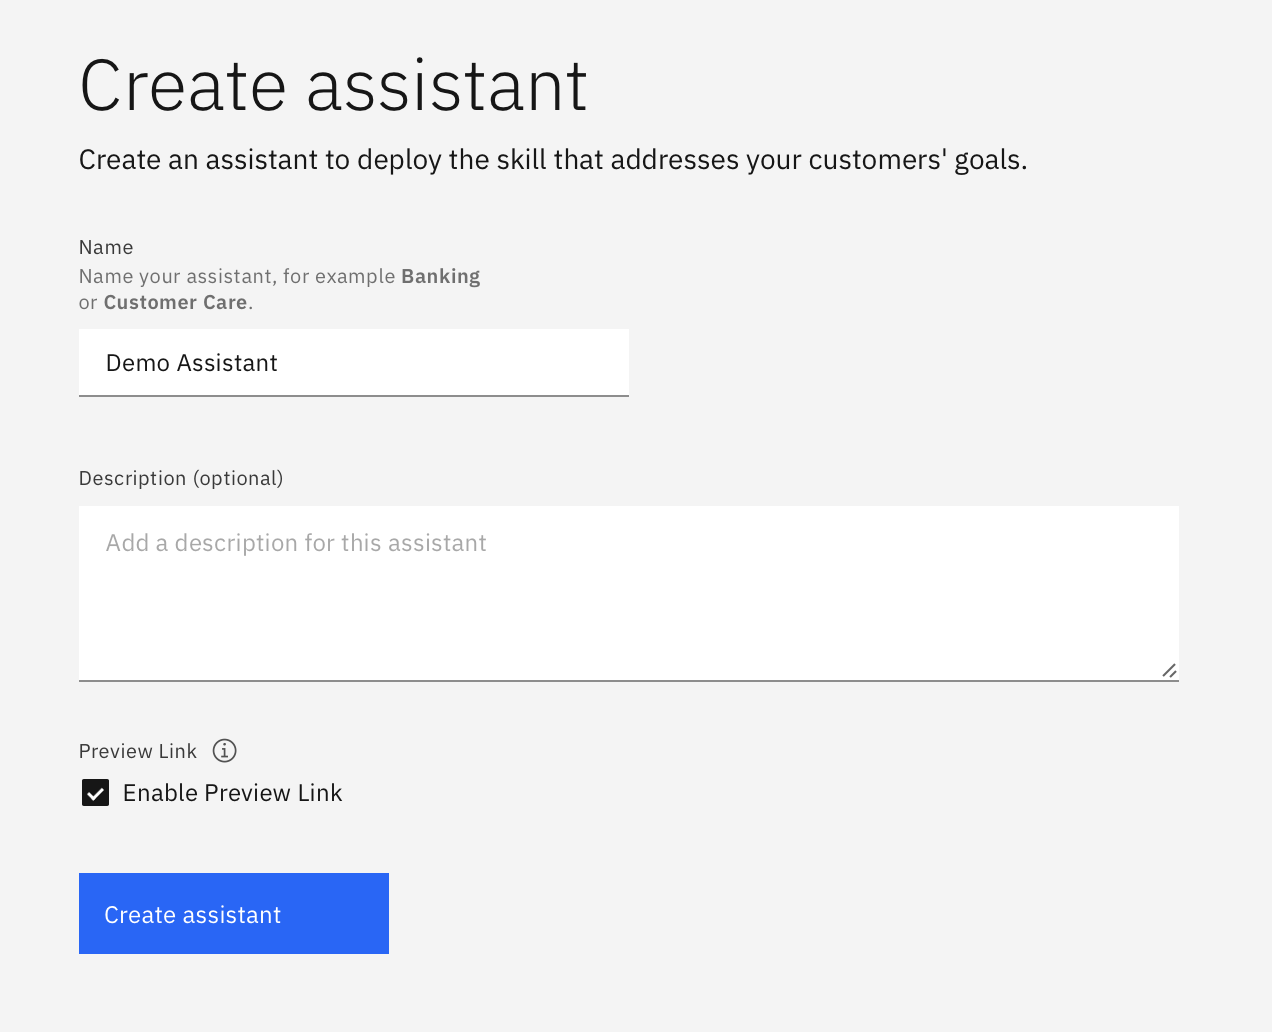 Create assistant
Create an assistant to deploy the skill that addresses your customers' goals.
Name
Name your assistant, for example Banking
or Customer Care.
Demo Assistant
Description (optional)
Add a description for this assistant
Preview Link
Enable Preview Link
Create assistant